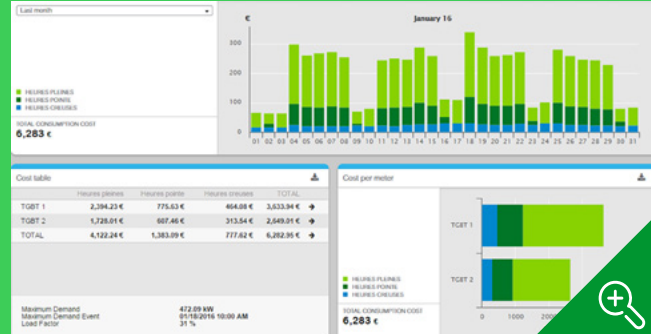 Last month
€
January 16
300
200
100
0
HEURES PLEINES
HEURES POINTE
HEURES CREUSES
TOTAL CONSUMPTION COST
6,283 €
01 02 03 04 05 06 07 08 09 10 11 12 13 14 15 16 17 18 19 20 21 22 23 24 25 26 27 28 29 30 31
Cost table
Heures pleines Heures pointe Heures creuses TOTAL
TGBT 1 2,394.23 € 775.63 € 464.08 € 3,633.94 €
TGBT 2 1,728.01 € 607.46 € 313.54 € 2,649.01 €
TOTAL 4,122.24 € 1,383.09 € 777.62 € 6,282.95 €
Maximum Demand 472.09 kW
Maximum Demand Event 01/18/2016 10:00 AM
Load Factor 31 %
Cost per meter
TGBT 1
TGBT 2
HEURES PLEINES
HEURES POINTE
HEURES CREUSES
TOTAL CONSUMPTION COST
6,283 €
0 1000